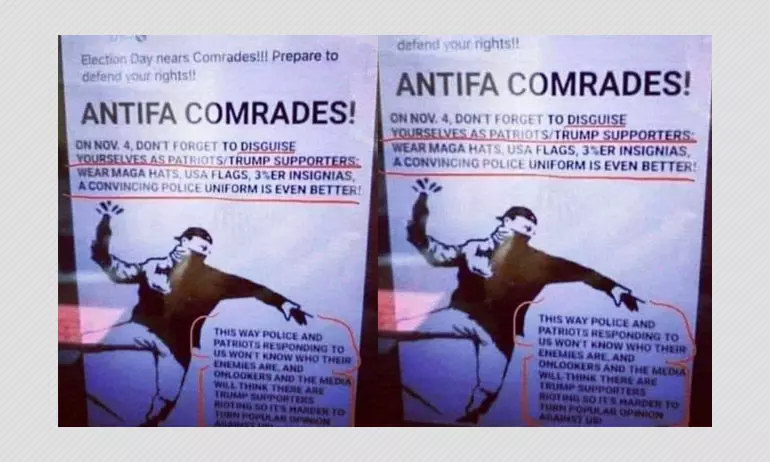 Election Day nears Comrades!!! Prepare to
defend your rights!!
ANTIFA COMRADES!
ON NOV. 4, DON'T FORGET TO DISGUISE
YOURSELVES AS PATRIOTS/TRUMP SUPPORTERS:
WEAR MAGA HATS, USA FLAGS, 3%ER INSIGNIAS,
A CONVINCING POLICE UNIFORM IS EVEN BETTER!
THIS WAY POLICE AND
PATRIOTS RESPONDING TO
US WON'T KNOW WHO THEIR
ENEMIES ARE, AND
ONLOOKERS AND THE MEDIA
WILL THINK THERE ARE
TRUMP SUPPORTERS
RIOTING SO IT'S HARDER TO
TURN POPULAR OPINION
defend your rights!!
ANTIFA COMRADES!
ON NOV. 4, DON'T FORGET TO DISGUISE
YOURSELVES AS PATRIOTS/TRUMP SUPPORTERS:
WEAR MAGA HATS, USA FLAGS, 3%ER INSIGNIAS,
A CONVINCING POLICE UNIFORM IS EVEN BETTER!
THIS WAY POLICE AND
PATRIOTS RESPONDING TO
US WON'T KNOW WHO THEIR
ENEMIES ARE, AND
ONLOOKERS AND THE MEDIA
WILL THINK THERE ARE
TRUMP SUPPORTERS
RIOTING SO IT'S HARDER TO
TURN POPULAR OPINION
AGAINST US!